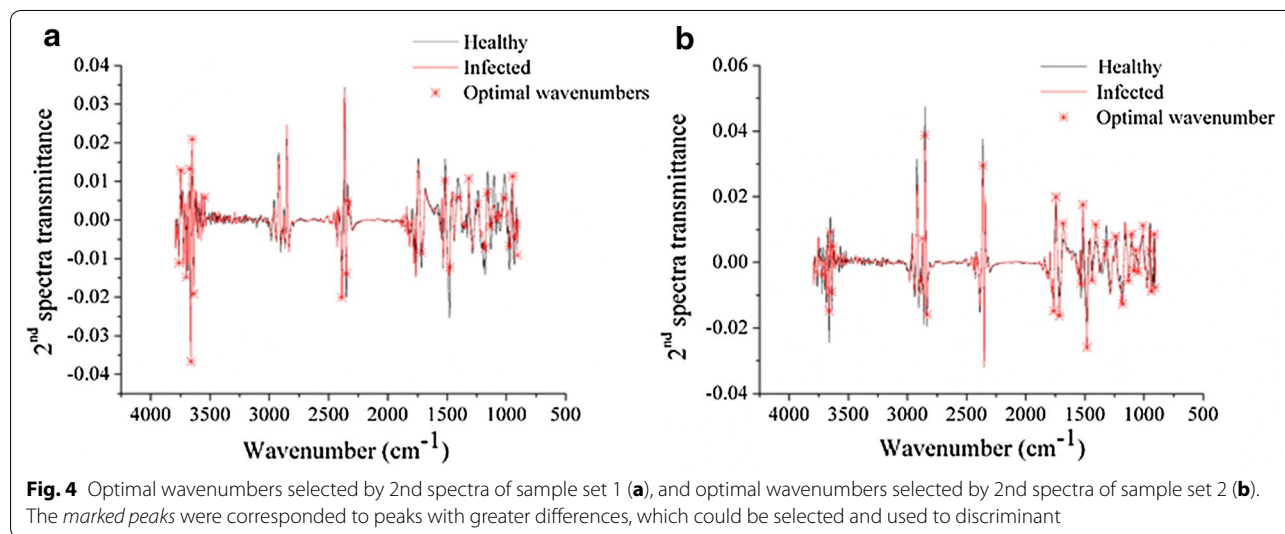 a
Healthy
Infected
Optimal wavenumbers
0.04
0.03
0.02
0.01
0.00
-0.01
-0.02
-0.03
-0.04
2nd spectra transmittance
4000 3500 3000 2500 2000 1500 1000 500
Wavenumber (cm-1)
b
Healthy
Infected
Optimal wavenumber
0.06
0.04
0.02
0.00
-0.02
-0.04
2nd spectra transmittance
4000 3500 3000 2500 2000 1500 1000 500
Wavenumber (cm-1)
Fig. 4 Optimal wavenumbers selected by 2nd spectra of sample set 1 (a), and optimal wavenumbers selected by 2nd spectra of sample set 2 (b).
The marked peaks were corresponded to peaks with greater differences, which could be selected and used to discriminant